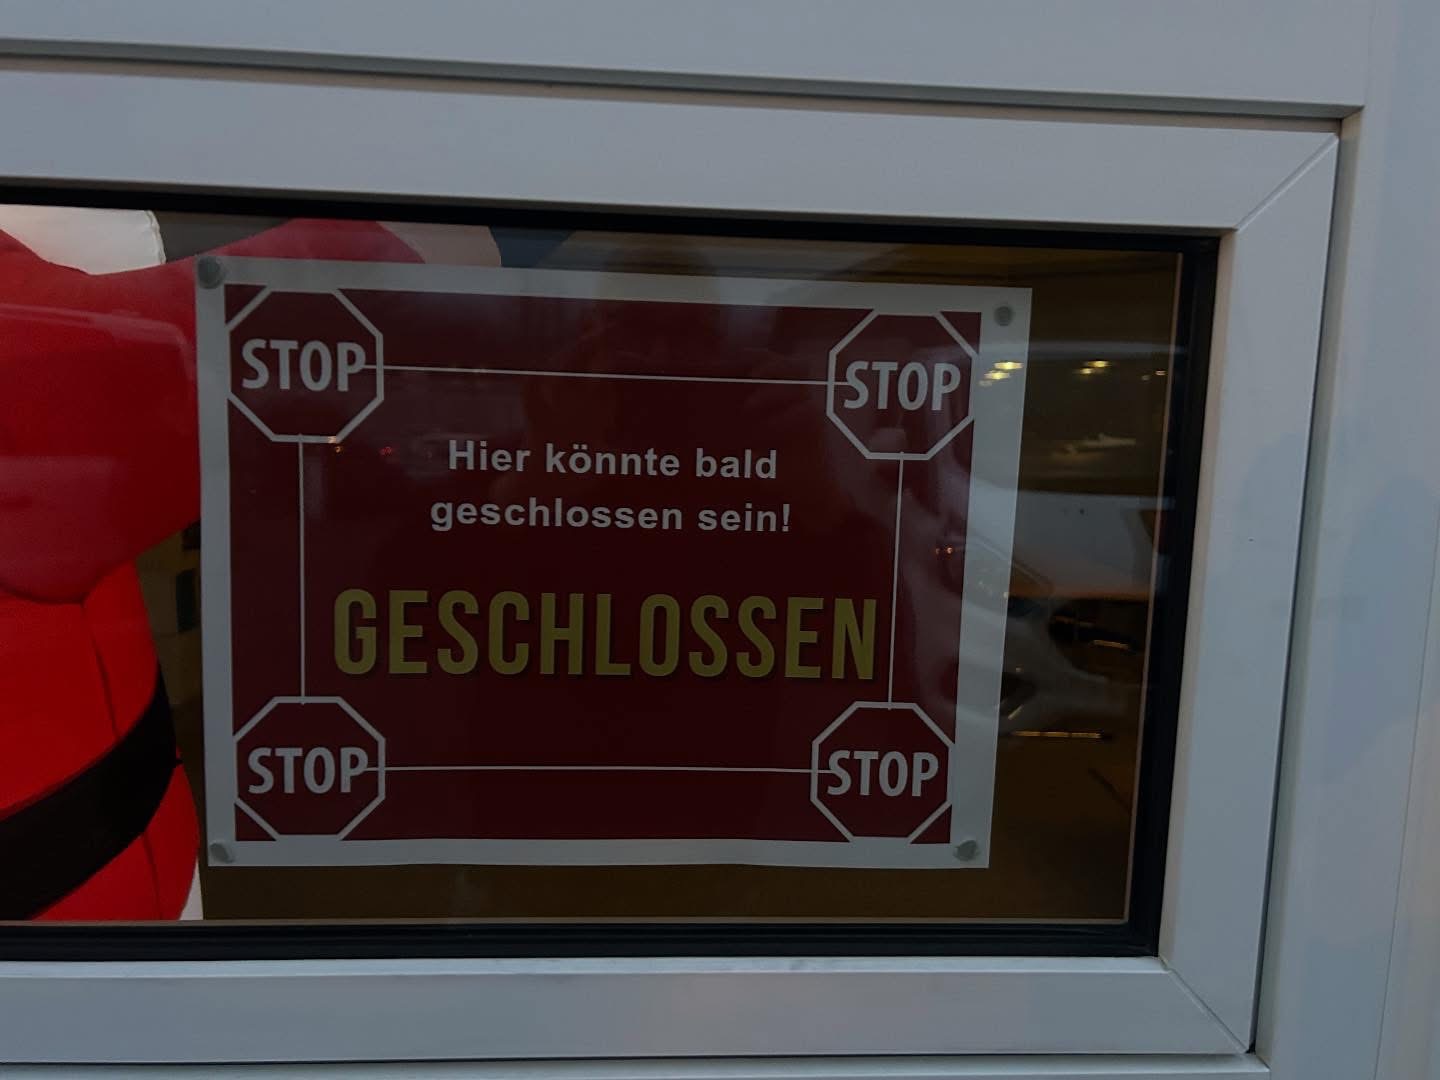 STOP STOP
Hier könnte bald
geschlossen sein!
GESCHLOSSEN
STOP STOP